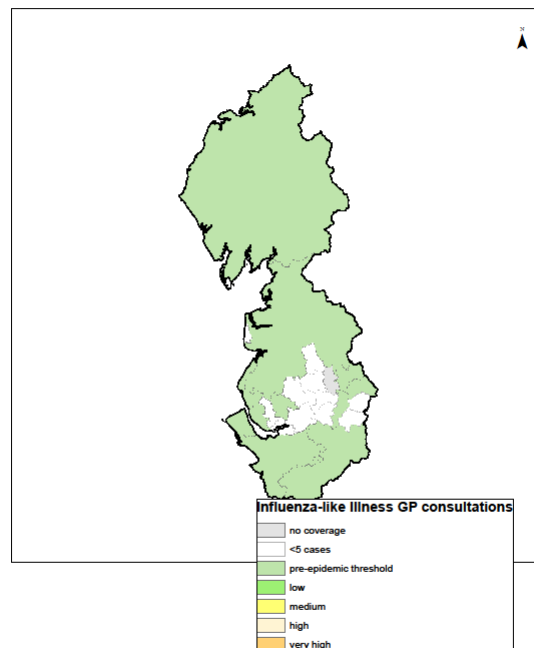 Influenza-like Illness GP consultations
no coverage
<5 cases
pre-epidemic threshold
low
medium
high
very high